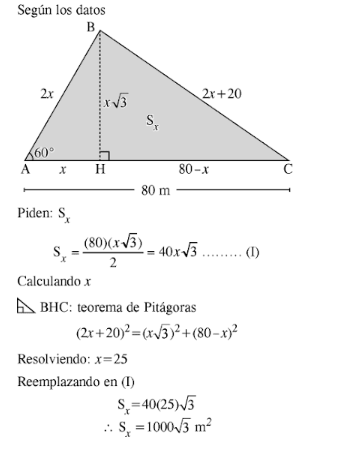 Según los datos
B
2x
x√3
2x+20
Sₓ
60°
A x H 80–x C
80 m
Piden: Sₓ
Sₓ = (80)(x√3)/2 = 40x√3 ......... (I)
Calculando x
BHC: teorema de Pitágoras
(2x+20)²=(x√3)²+(80–x)²
Resolviendo: x=25
Reemplazando en (I)
Sₓ=40(25)√3
∴ Sₓ=1000√3 m²